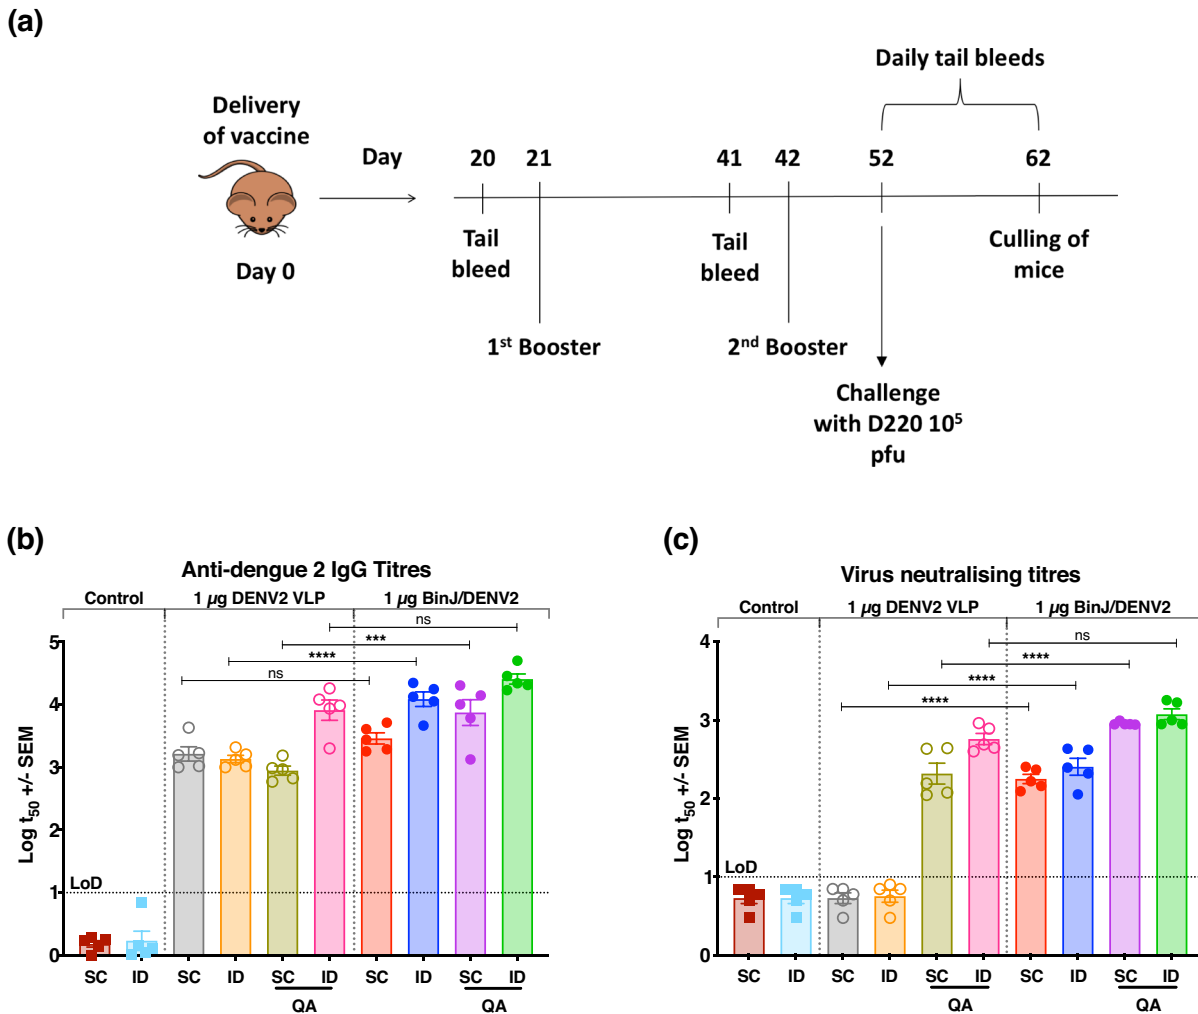 (a)
Daily tail bleeds
Delivery
of vaccine
Day
20 21 41 42 52 62
Tail
bleed
Tail
bleed
Culling of
mice
Day 0
1st Booster
2nd Booster
Challenge
with D220 10⁵
pfu
(b)
Anti-dengue 2 IgG Titres
Control 1 µg DENV2 VLP 1 µg BinJ/DENV2
ns
***
****
ns
Log t₅₀ +/- SEM
5
4
3
2
1
0
LoD
SC ID SC ID SC ID SC ID SC ID
QA QA
(c)
Virus neutralising titres
Control 1 µg DENV2 VLP 1 µg BinJ/DENV2
ns
****
****
****
Log t₅₀ +/- SEM
4
3
2
1
0
LoD
SC ID SC ID SC ID SC ID SC ID
QA QA